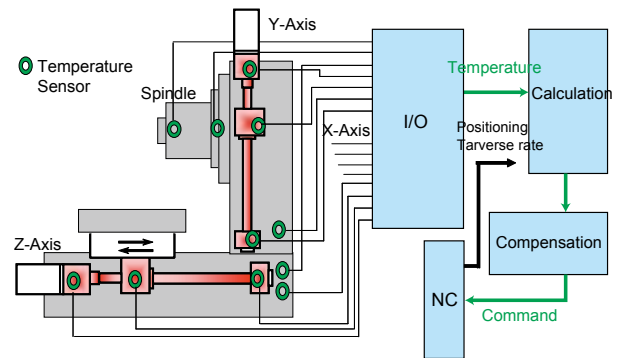 Y-Axis
Temperature
Sensor
Spindle
X-Axis
I/O
Temperature
Calculation
Positioning
Tarverse rate
Z-Axis
Compensation
NC
Command